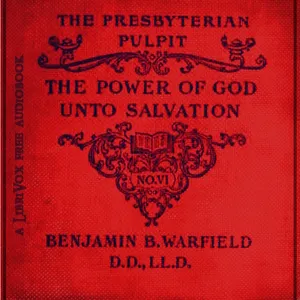 THE PRESBYTERIAN
PULPIT
THE POWER OF GOD
UNTO SALVATION
NO. VI
BENJAMIN B. WARFIELD
D.D., LL.D.
a LibriVox free audiobook